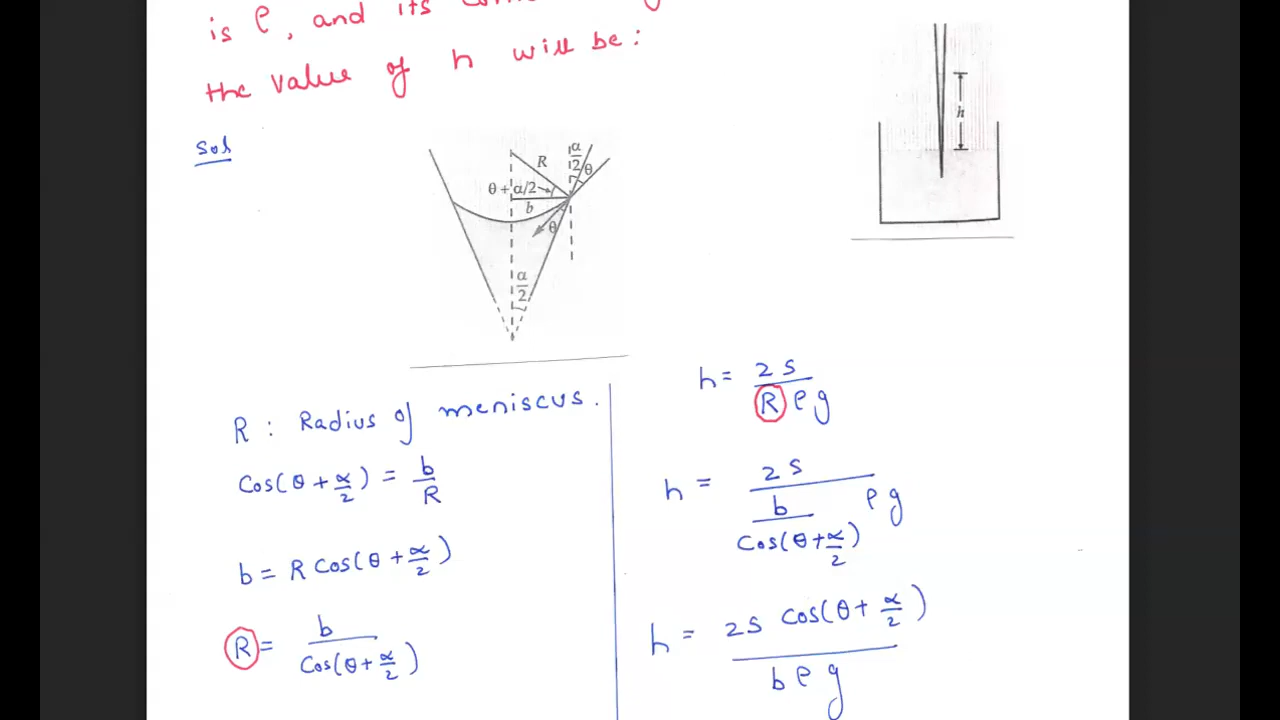 is ρ, and its
the value of h will be:
Sol
R
α/2
θ
θ + α/2
b
θ
α/2
h
R : Radius of meniscus.
Cos(θ + α/2) = b/R
b = R Cos(θ + α/2)
R = b/Cos(θ + α/2)
h = 2S/Rρg
h = 2S/(b/Cos(θ + α/2)) ρg
h = 2S Cos(θ + α/2)/bρg